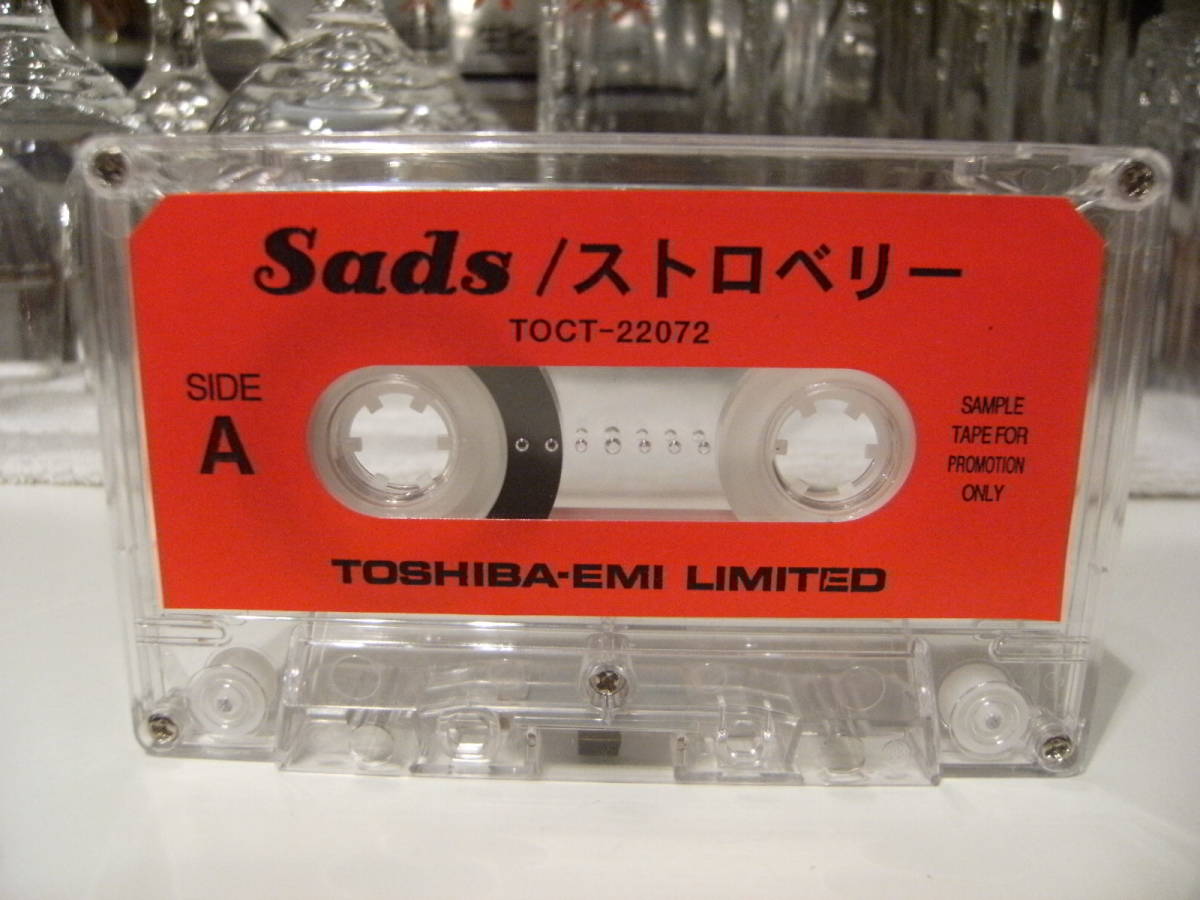 Sads /ストロベリー
TOCT-22072
SIDE
A
SAMPLE
TAPE FOR
PROMOTION
ONLY
TOSHIBA-EMI LIMITED